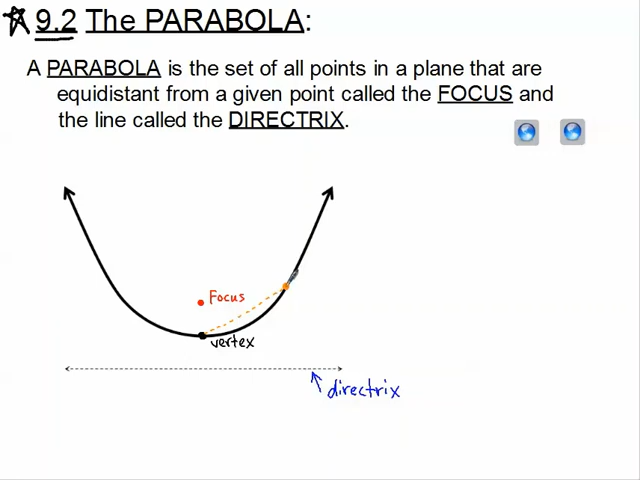 9.2 The PARABOLA:
A PARABOLA is the set of all points in a plane that are
equidistant from a given point called the FOCUS and
the line called the DIRECTRIX.
Focus
vertex
directrix